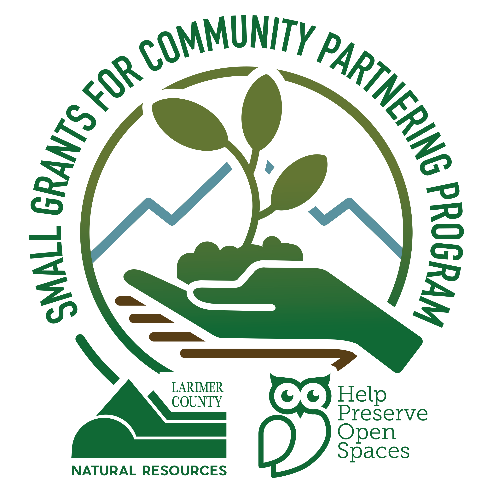 SMALL GRANTS FOR COMMUNITY PARTNERING PROGRAM
LARIMER
COUNTY
NATURAL RESOURCES
Help
Preserve
Open
Spaces